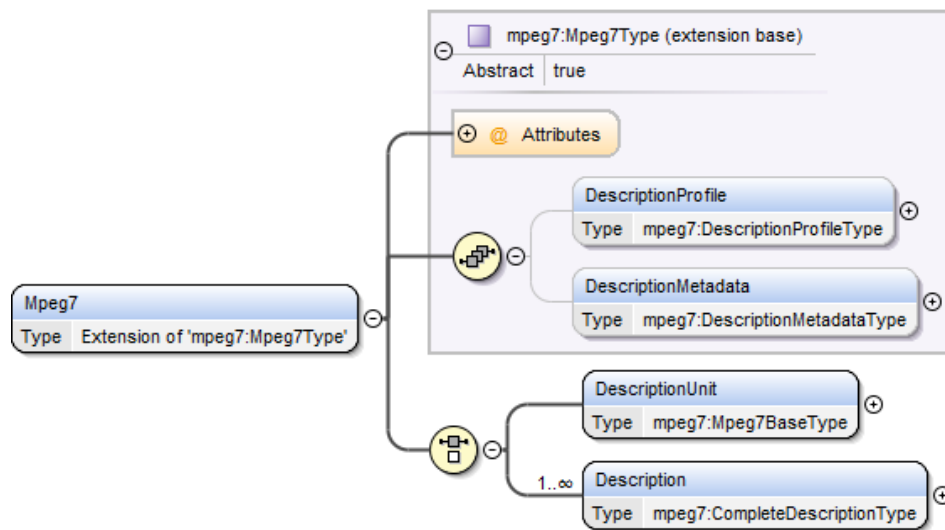 mpeg7:Mpeg7Type (extension base)
Abstract true
@ Attributes
DescriptionProfile
Type mpeg7:DescriptionProfileType
DescriptionMetadata
Type mpeg7:DescriptionMetadataType
Mpeg7
Type Extension of 'mpeg7:Mpeg7Type'
DescriptionUnit
Type mpeg7:Mpeg7BaseType
1..∞
Description
Type mpeg7:CompleteDescriptionType